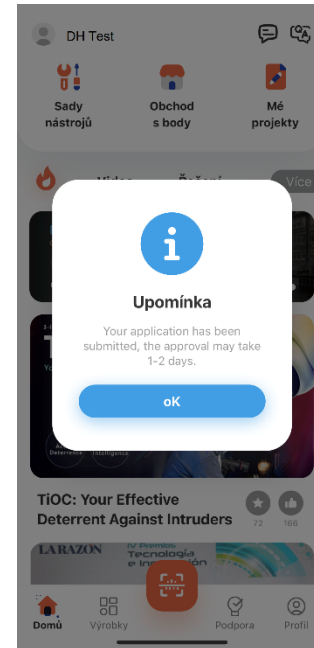 DH Test
Sady
nástrojů
Obchod
s body
Mé
projekty
Více
Upomínka
Your application has been
submitted, the approval may take
1-2 days.
oK
TiOC: Your Effective
Deterrent Against Intruders
72
166
LA RAZON
IV Premios
Tecnología
Domů
Výrobky
Podpora
Profil